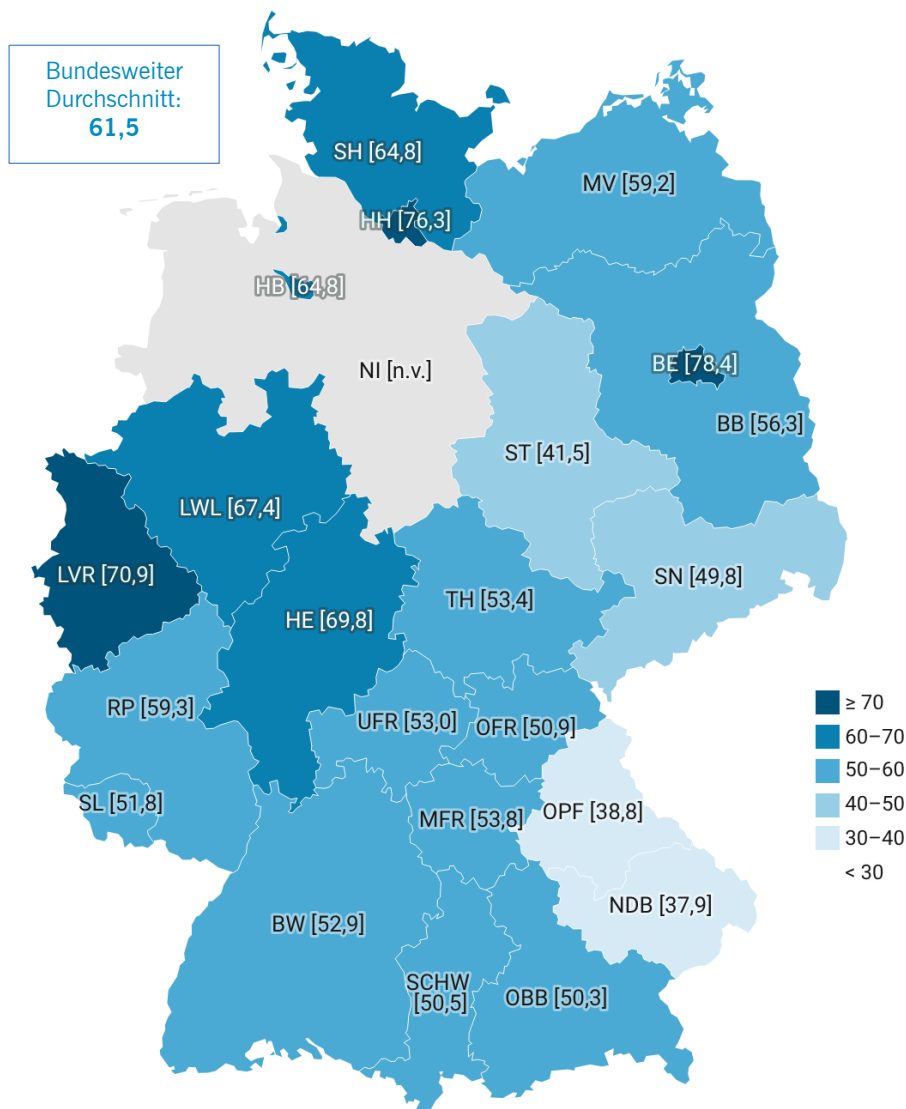 Bundesweiter
Durchschnitt:
61,5
SH [64,8]
MV [59,2]
HH [76,3]
HB [64,8]
NI [n.v.]
BE [78,4]
BB [56,3]
ST [41,5]
LWL [67,4]
LVR [70,9]
SN [49,8]
TH [53,4]
HE [69,8]
RP [59,3]
UFR [53,0]
OFR [50,9]
≥ 70
60–70
50–60
40–50
30–40
< 30
SL [51,8]
MFR [53,8]
OPF [38,8]
NDB [37,9]
BW [52,9]
SCHW
[50,5]
OBB [50,3]